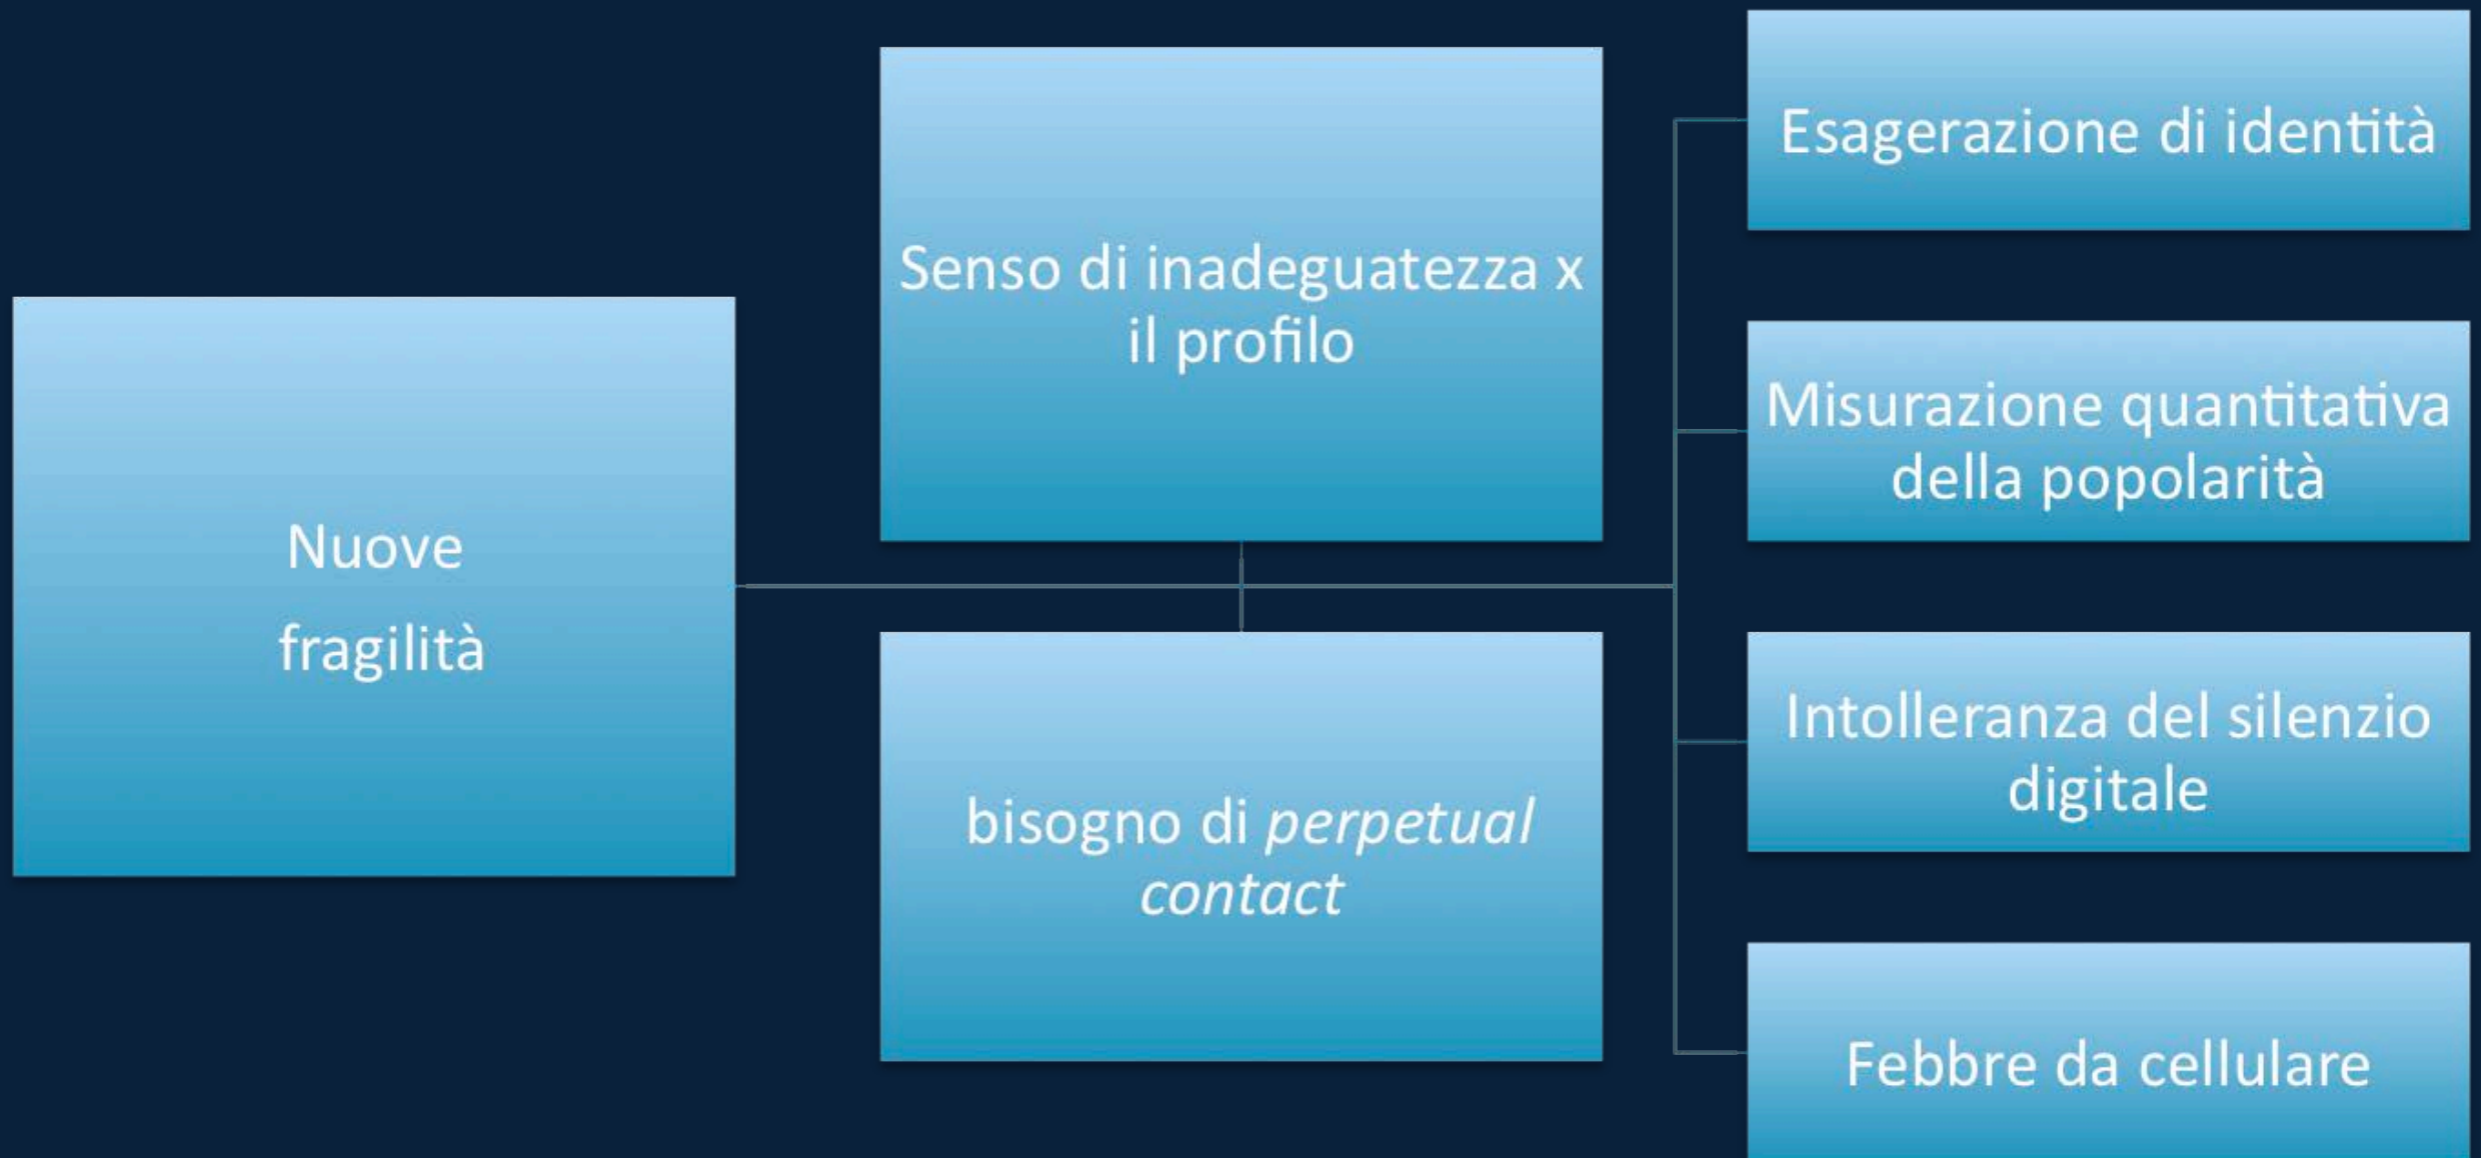 Nuove
fragilità
Senso di inadeguatezza x
il profilo
bisogno di perpetual
contact
Esagerazione di identità
Misurazione quantitativa
della popolarità
Intolleranza del silenzio
digitale
Febbre da cellulare